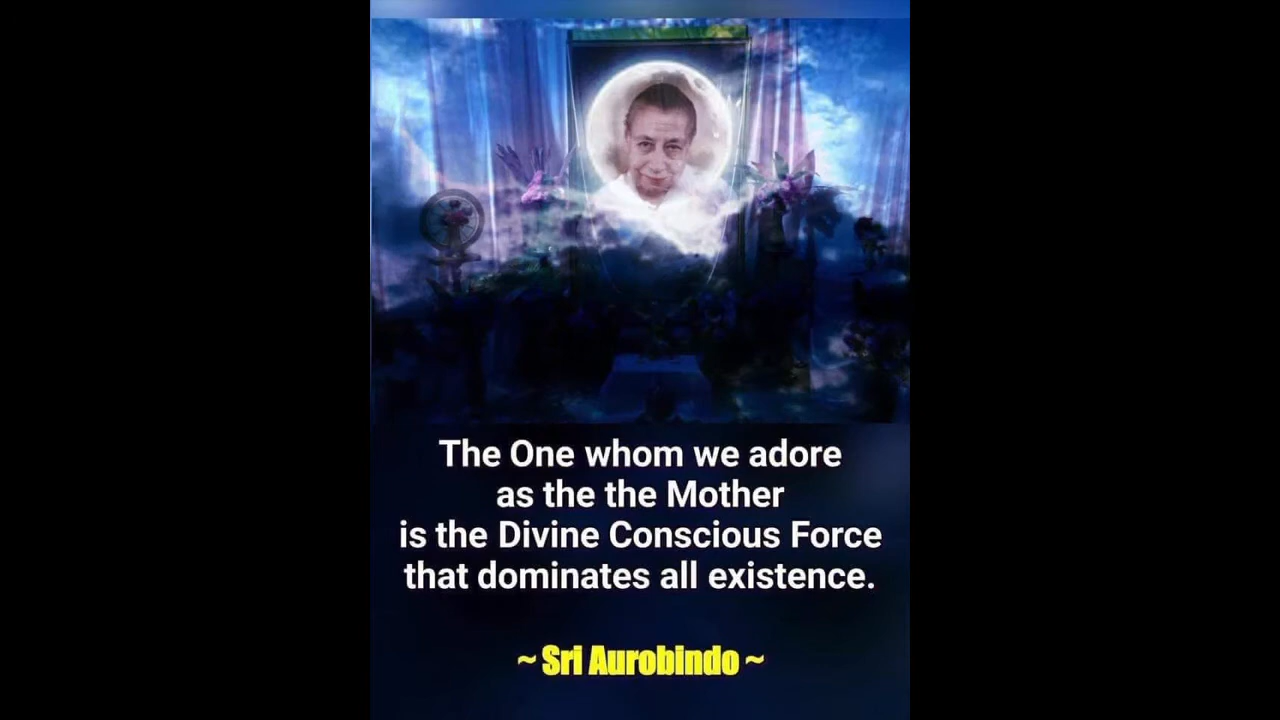 The One whom we adore
as the the Mother
is the Divine Conscious Force
that dominates all existence.
~ Sri Aurobindo ~